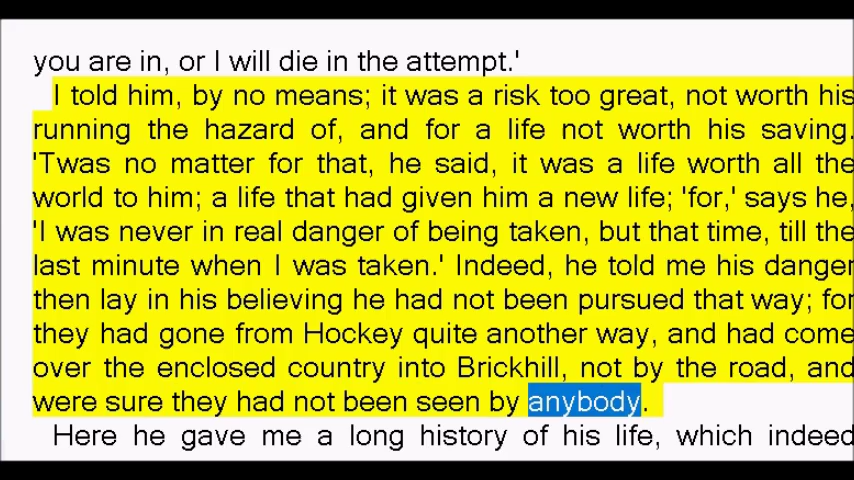 you are in, or I will die in the attempt.'
I told him, by no means; it was a risk too great, not worth his
running the hazard of, and for a life not worth his saving.
'Twas no matter for that, he said, it was a life worth all the
world to him; a life that had given him a new life; 'for,' says he,
'I was never in real danger of being taken, but that time, till the
last minute when I was taken.' Indeed, he told me his danger
then lay in his believing he had not been pursued that way; for
they had gone from Hockey quite another way, and had come
over the enclosed country into Brickhill, not by the road, and
were sure they had not been seen by anybody.
Here he gave me a long history of his life, which indeed